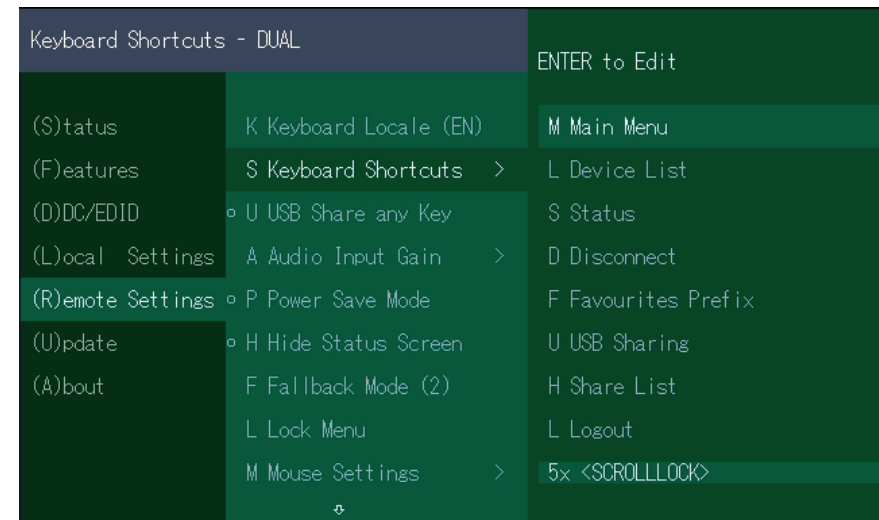 Keyboard Shortcuts - DUAL
ENTER to Edit
(S)tatus
(F)eatures
(D)DC/EDID
(L)ocal Settings
(R)emote Settings
(U)pdate
(A)bout
K Keyboard Locale (EN)
S Keyboard Shortcuts >
U USB Share any Key
A Audio Input Gain >
P Power Save Mode
H Hide Status Screen
F Fallback Mode (2)
L Lock Menu
M Mouse Settings >
M Main Menu
L Device List
S Status
D Disconnect
F Favourites Prefix
U USB Sharing
H Share List
L Logout
5x <SCROLLLOCK>